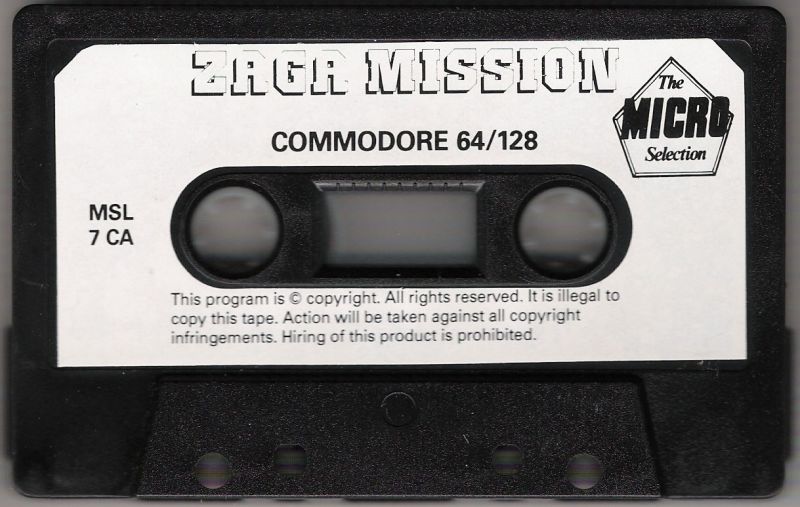 ZAGA MISSION
The
MICRO
Selection
COMMODORE 64/128
MSL
7 CA
This program is © copyright. All rights reserved. It is illegal to
copy this tape. Action will be taken against all copyright
infringements. Hiring of this product is prohibited.